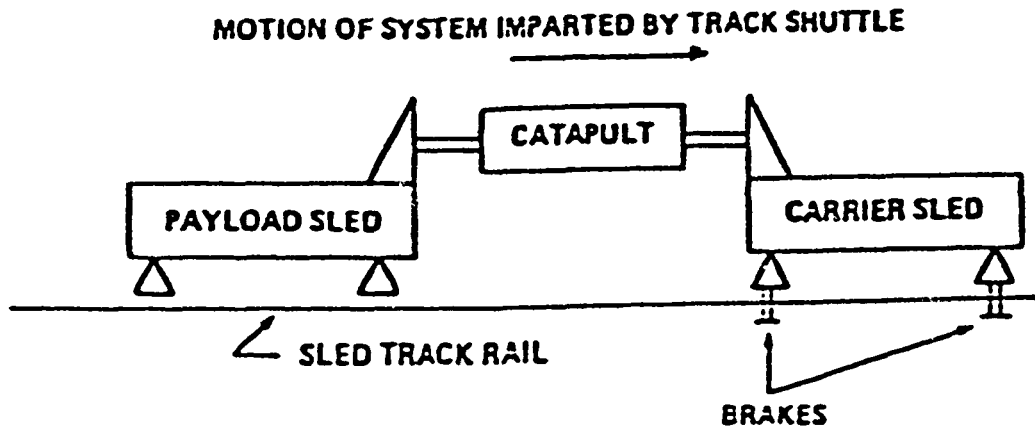 MOTION OF SYSTEM IMPARTED BY TRACK SHUTTLE
CATAPULT
PAYLOAD SLED
CARRIER SLED
SLED TRACK RAIL
BRAKES